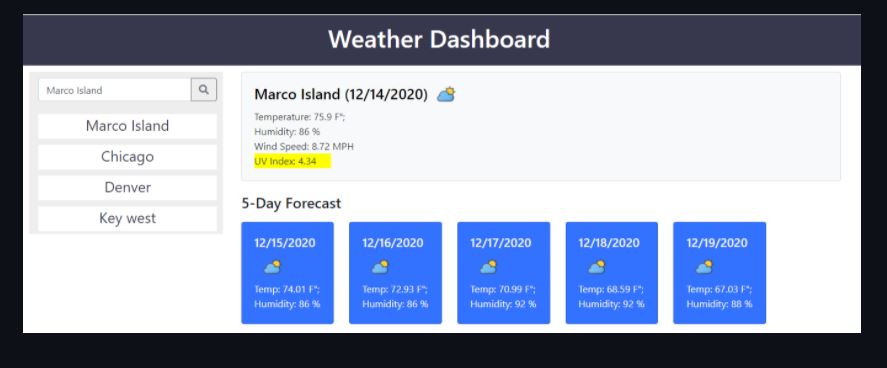 Weather Dashboard
Marco Island
Marco Island
Chicago
Denver
Key west
Marco Island (12/14/2020)
Temperature: 75.9 F°;
Humidity: 86 %
Wind Speed: 8.72 MPH
UV Index: 4.34
5-Day Forecast
12/15/2020
Temp: 74.01 F°;
Humidity: 86 %
12/16/2020
Temp: 72.93 F°;
Humidity: 86 %
12/17/2020
Temp: 70.99 F°;
Humidity: 92 %
12/18/2020
Temp: 68.59 F°;
Humidity: 92 %
12/19/2020
Temp: 67.03 F°;
Humidity: 88 %